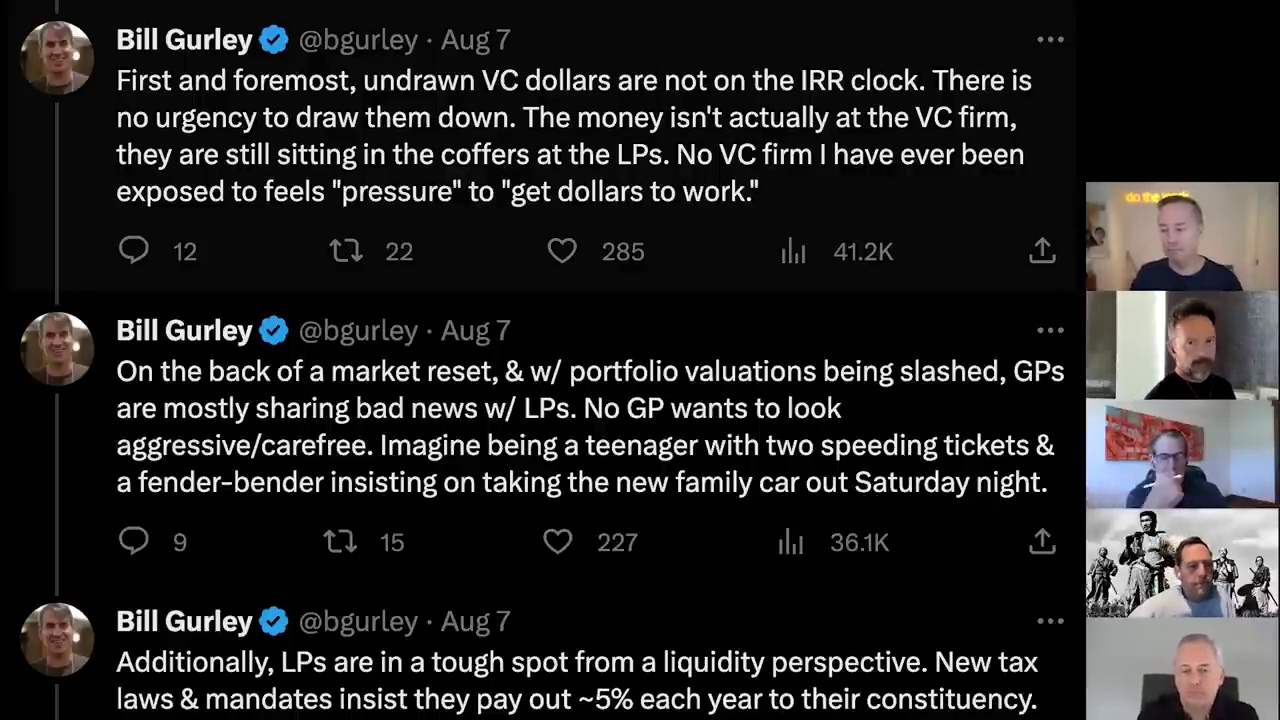 Bill Gurley @bgurley · Aug 7
First and foremost, undrawn VC dollars are not on the IRR clock. There is
no urgency to draw them down. The money isn't actually at the VC firm,
they are still sitting in the coffers at the LPs. No VC firm I have ever been
exposed to feels "pressure" to "get dollars to work."
12 22 285 41.2K
do the
Bill Gurley @bgurley · Aug 7
On the back of a market reset, & w/ portfolio valuations being slashed, GPs
are mostly sharing bad news w/ LPs. No GP wants to look
aggressive/carefree. Imagine being a teenager with two speeding tickets &
a fender-bender insisting on taking the new family car out Saturday night.
9 15 227 36.1K
Bill Gurley @bgurley · Aug 7
Additionally, LPs are in a tough spot from a liquidity perspective. New tax
laws & mandates insist they pay out ~5% each year to their constituency.